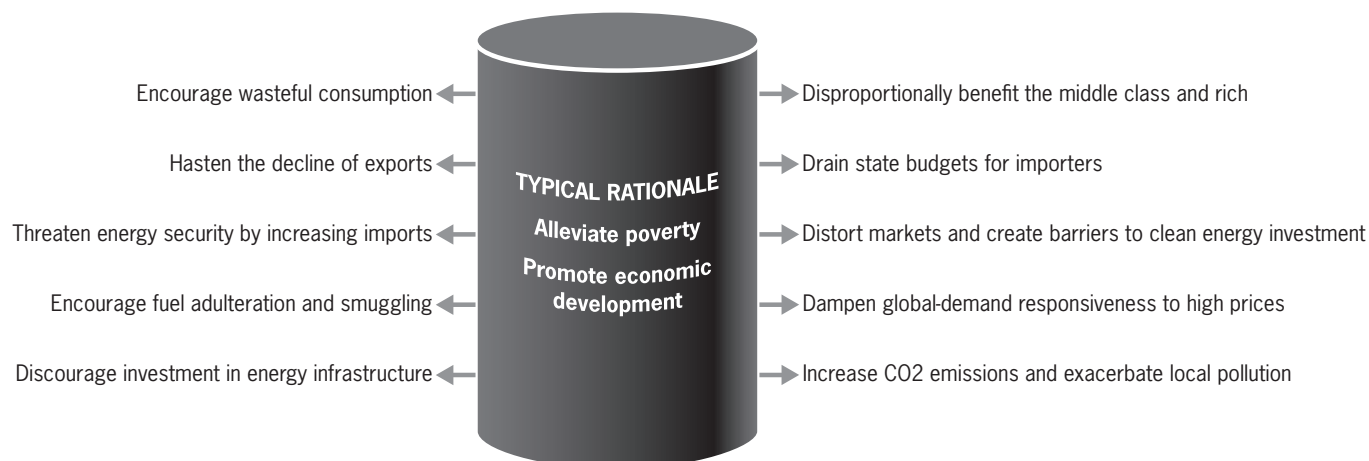 Encourage wasteful consumption
Hasten the decline of exports
Threaten energy security by increasing imports
Encourage fuel adulteration and smuggling
Discourage investment in energy infrastructure
TYPICAL RATIONALE
Alleviate poverty
Promote economic
development
Disproportionally benefit the middle class and rich
Drain state budgets for importers
Distort markets and create barriers to clean energy investment
Dampen global-demand responsiveness to high prices
Increase CO2 emissions and exacerbate local pollution